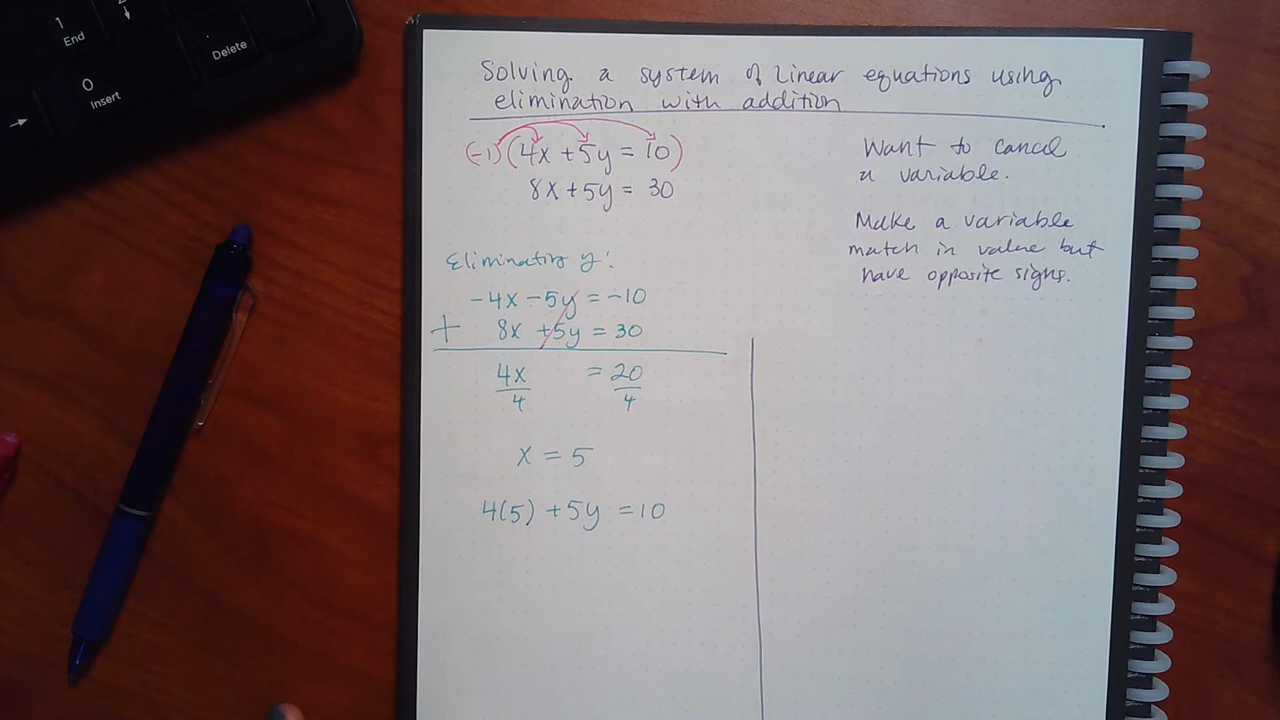 1
End
↓
Delete
0
Insert
→
Solving a system of Linear equations using
elimination with addition
(-1)(4x + 5y = 10)
8x + 5y = 30
Want to cancel
a variable.
Make a variable
match in value but
have opposite signs.
Eliminating y:
-4x - 5y = -10
+ 8x + 5y = 30
4x = 20
4 4
x = 5
4(5) + 5y = 10